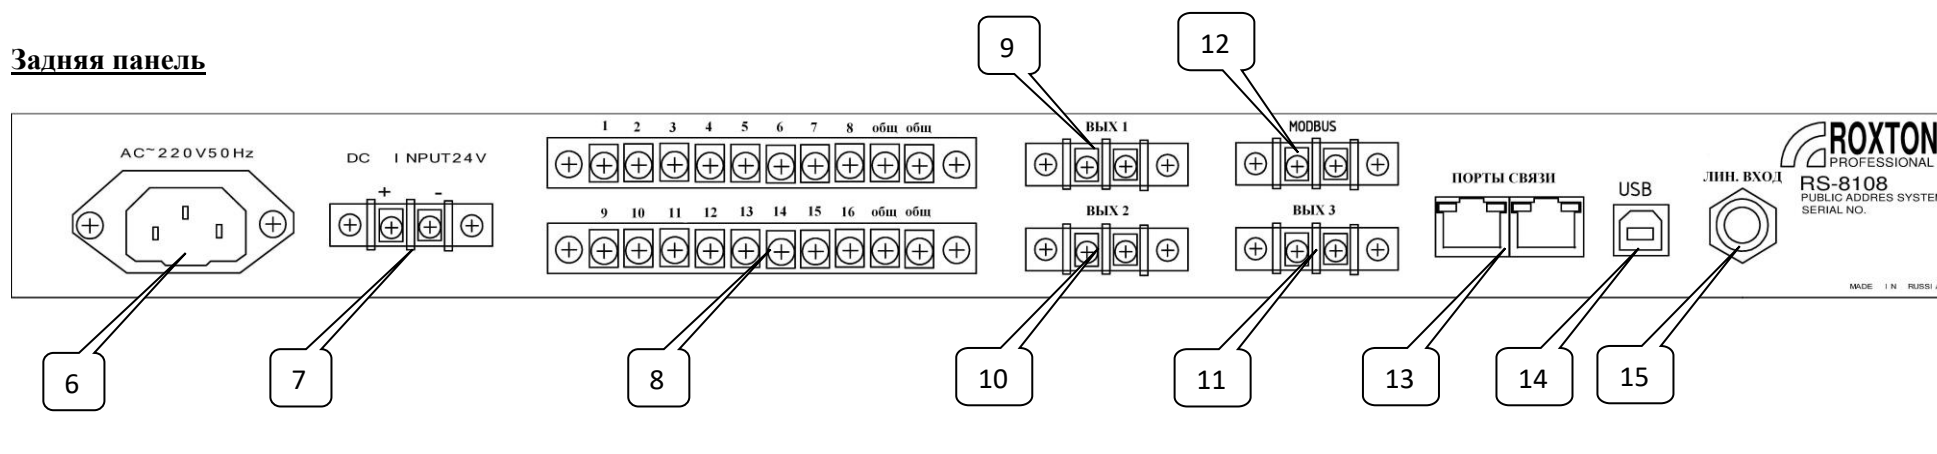 Задняя панель
9
12
AC~220V50Hz
DC INPUT24V
+ -
1 2 3 4 5 6 7 8 общ общ
9 10 11 12 13 14 15 16 общ общ
ВЫХ 1
MODBUS
ВЫХ 2
ВЫХ 3
ПОРТЫ СВЯЗИ
USB
ЛИН. ВХОД
ROXTON
PROFESSIONAL
RS-8108
PUBLIC ADDRES SYSTEM
SERIAL NO.
MADE IN RUSSIA
6
7
8
10
11
13
14
15